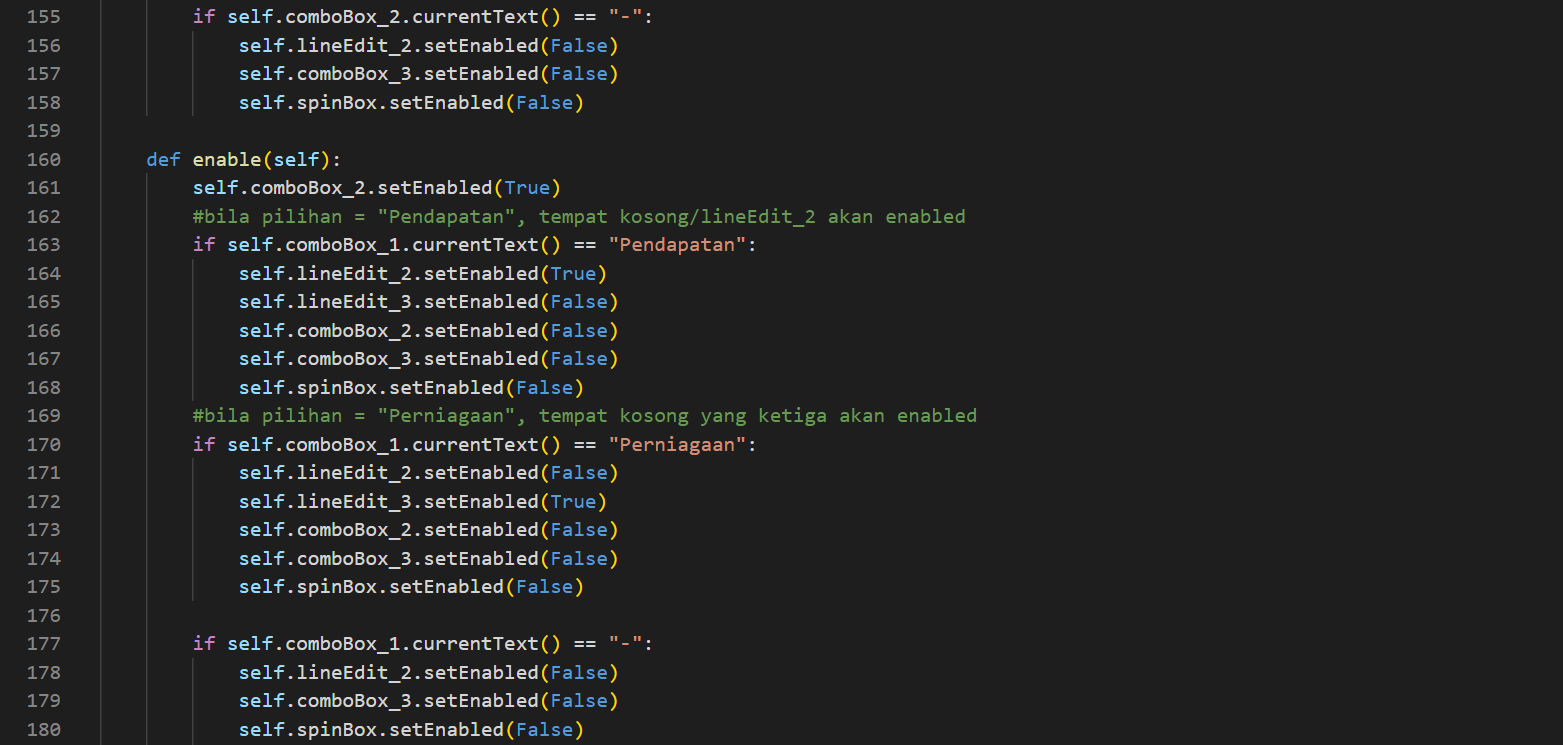 155 if self.comboBox_2.currentText() == "-":
156 self.lineEdit_2.setEnabled(False)
157 self.comboBox_3.setEnabled(False)
158 self.spinBox.setEnabled(False)
159
160 def enable(self):
161 self.comboBox_2.setEnabled(True)
162 #bila pilihan = "Pendapatan", tempat kosong/lineEdit_2 akan enabled
163 if self.comboBox_1.currentText() == "Pendapatan":
164 self.lineEdit_2.setEnabled(True)
165 self.lineEdit_3.setEnabled(False)
166 self.comboBox_2.setEnabled(False)
167 self.comboBox_3.setEnabled(False)
168 self.spinBox.setEnabled(False)
169 #bila pilihan = "Perniagaan", tempat kosong yang ketiga akan enabled
170 if self.comboBox_1.currentText() == "Perniagaan":
171 self.lineEdit_2.setEnabled(False)
172 self.lineEdit_3.setEnabled(True)
173 self.comboBox_2.setEnabled(False)
174 self.comboBox_3.setEnabled(False)
175 self.spinBox.setEnabled(False)
176
177 if self.comboBox_1.currentText() == "-":
178 self.lineEdit_2.setEnabled(False)
179 self.comboBox_3.setEnabled(False)
180 self.spinBox.setEnabled(False)